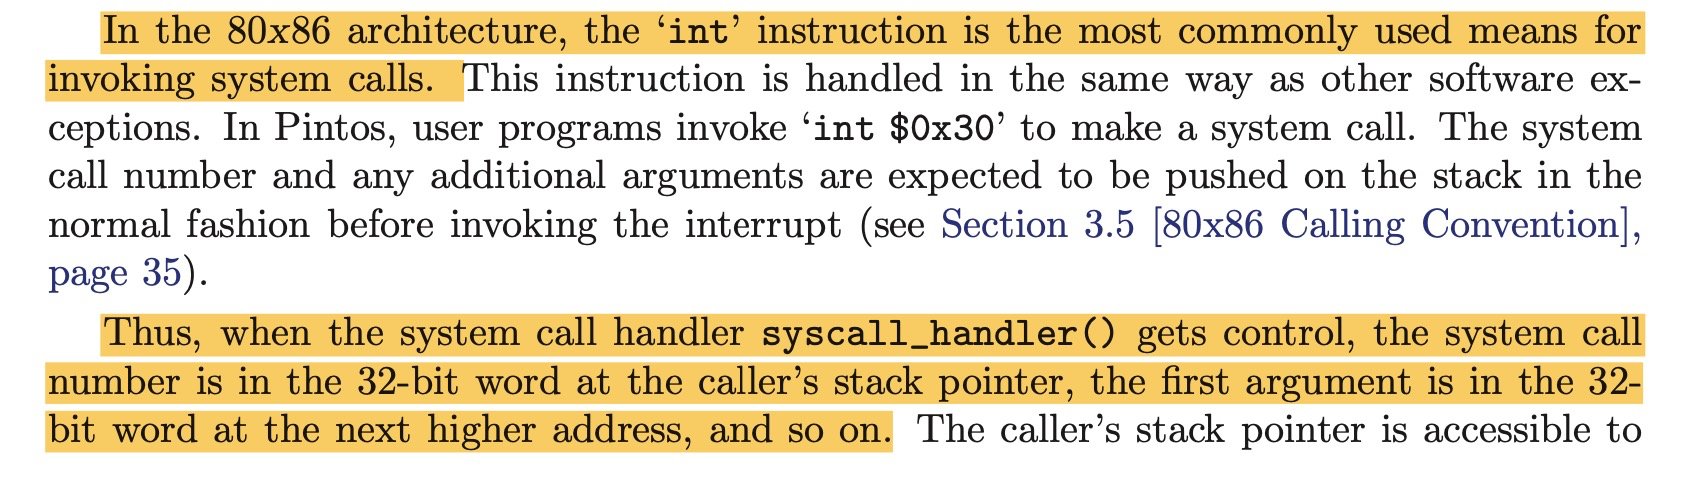 In the 80x86 architecture, the ‘int’ instruction is the most commonly used means for
invoking system calls. This instruction is handled in the same way as other software ex-
ceptions. In Pintos, user programs invoke ‘int $0x30’ to make a system call. The system
call number and any additional arguments are expected to be pushed on the stack in the
normal fashion before invoking the interrupt (see Section 3.5 [80x86 Calling Convention],
page 35).
Thus, when the system call handler syscall_handler() gets control, the system call
number is in the 32-bit word at the caller’s stack pointer, the first argument is in the 32-
bit word at the next higher address, and so on. The caller’s stack pointer is accessible to